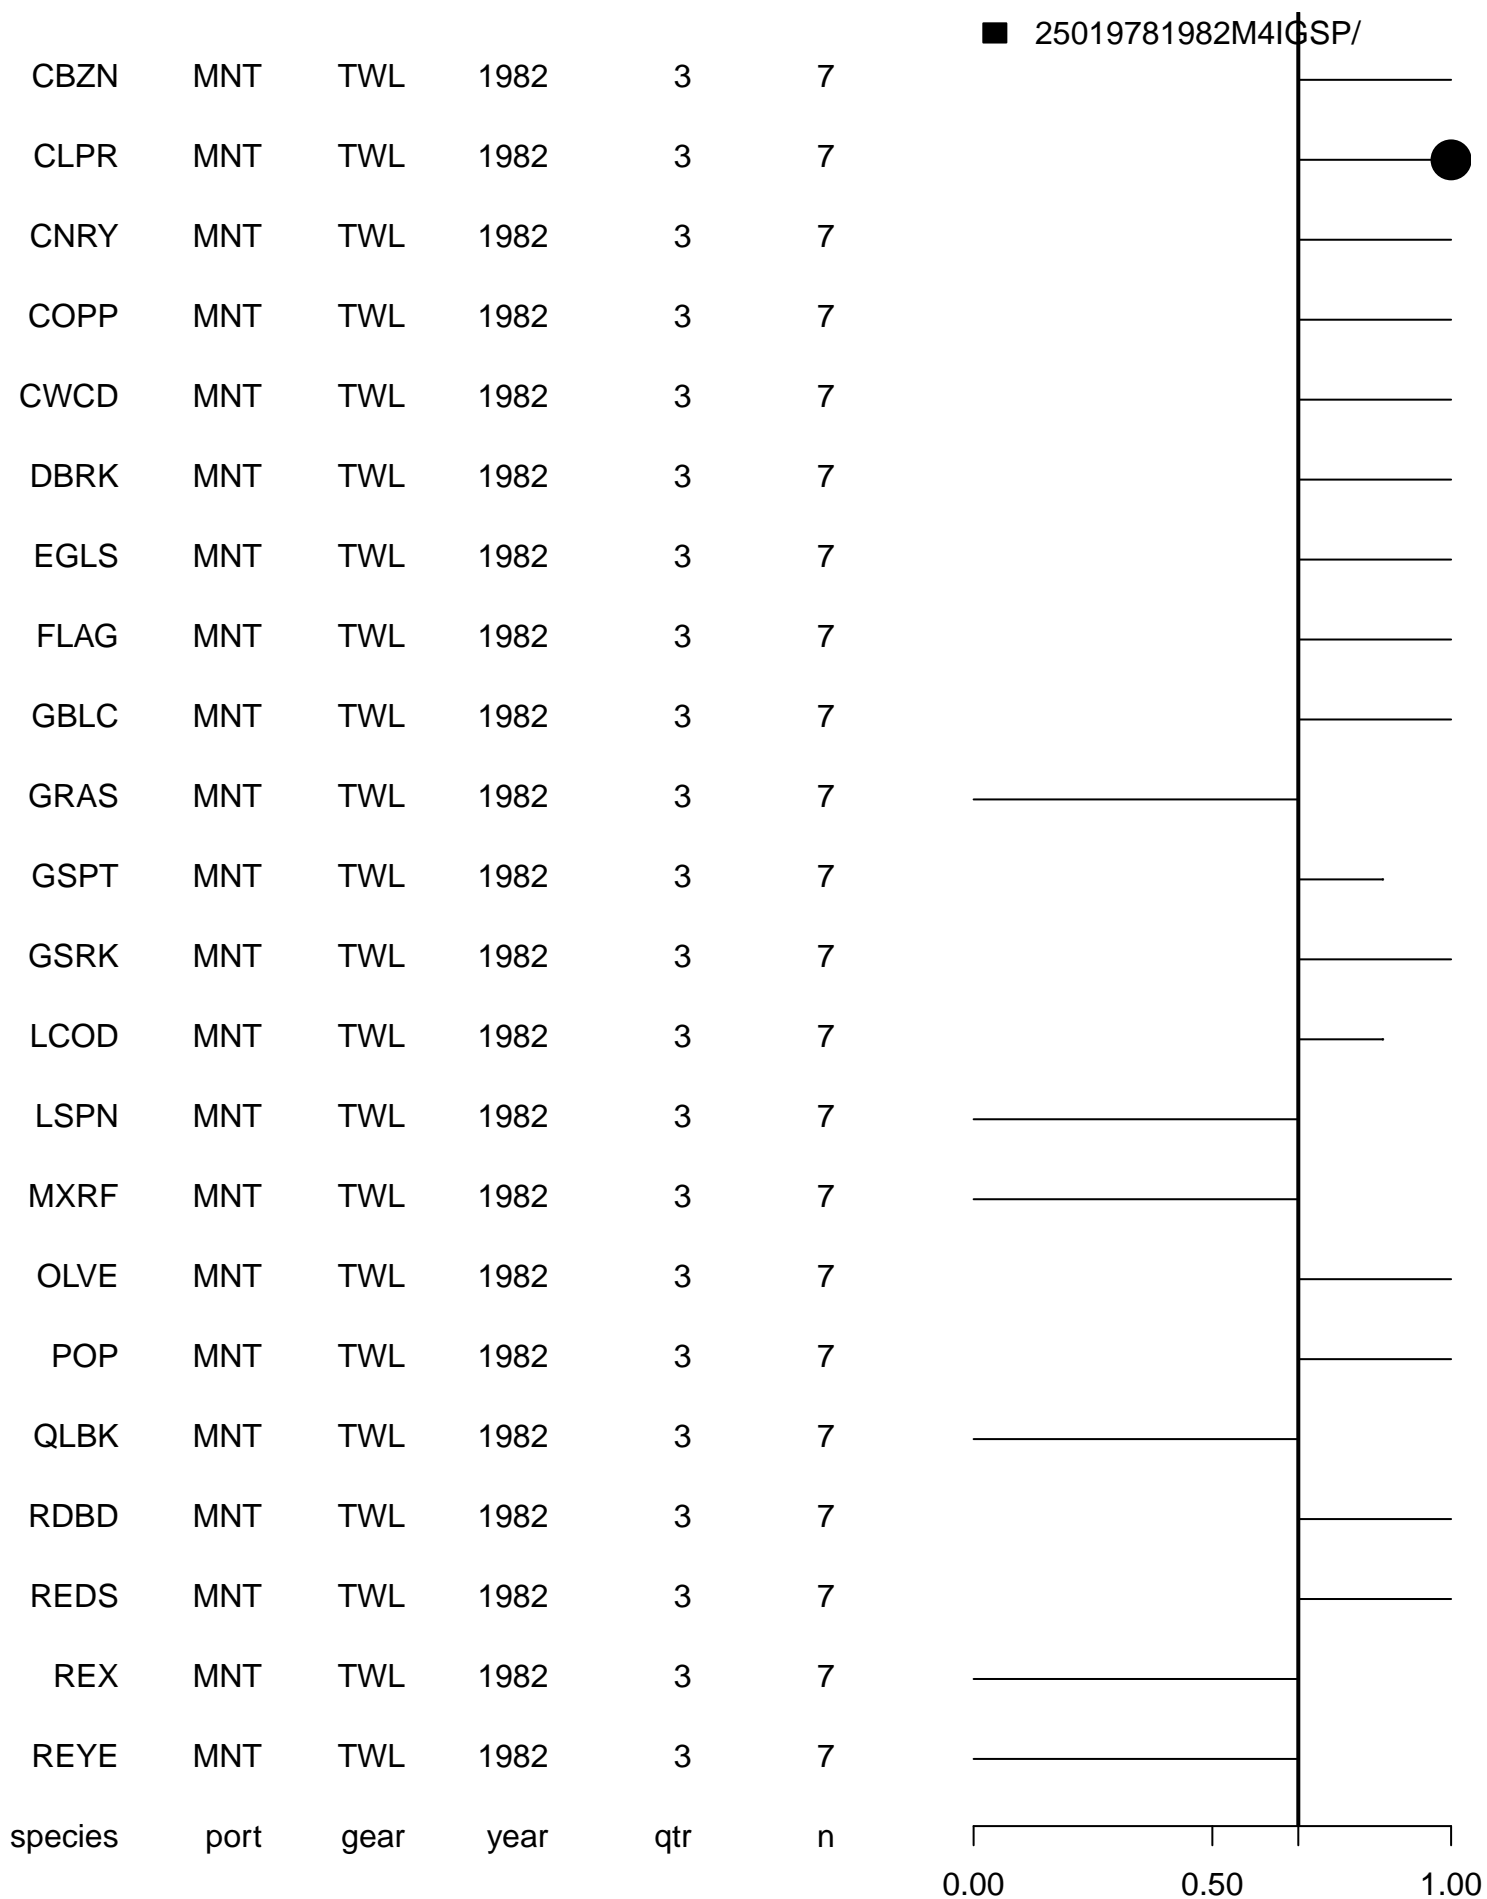 25019781982M4IGSP/
CBZN MNT TWL 1982 3 7
CLPR MNT TWL 1982 3 7
CNRY MNT TWL 1982 3 7
COPP MNT TWL 1982 3 7
CWCD MNT TWL 1982 3 7
DBRK MNT TWL 1982 3 7
EGLS MNT TWL 1982 3 7
FLAG MNT TWL 1982 3 7
GBLC MNT TWL 1982 3 7
GRAS MNT TWL 1982 3 7
GSPT MNT TWL 1982 3 7
GSRK MNT TWL 1982 3 7
LCOD MNT TWL 1982 3 7
LSPN MNT TWL 1982 3 7
MXRF MNT TWL 1982 3 7
OLVE MNT TWL 1982 3 7
POP MNT TWL 1982 3 7
QLBK MNT TWL 1982 3 7
RDBD MNT TWL 1982 3 7
REDS MNT TWL 1982 3 7
REX MNT TWL 1982 3 7
REYE MNT TWL 1982 3 7
species port gear year qtr n
0.00 0.50 1.00